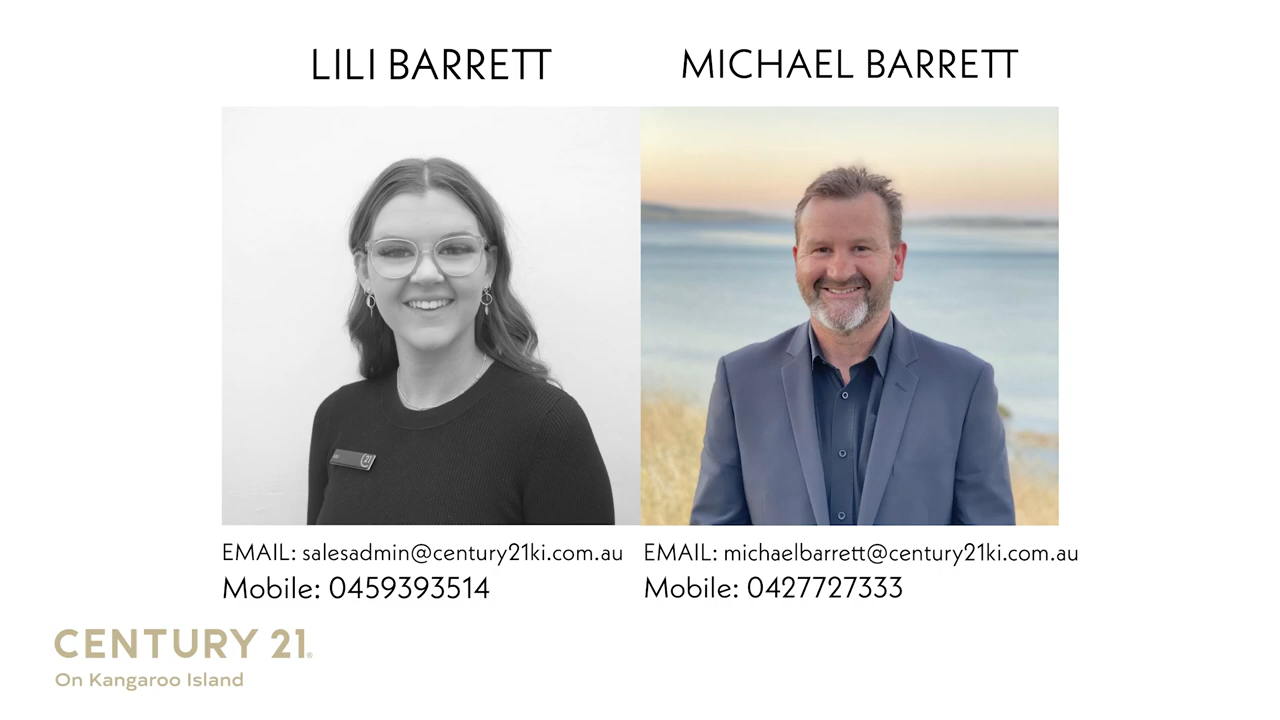 LILI BARRETT
MICHAEL BARRETT
21
EMAIL: salesadmin@century21ki.com.au
Mobile: 0459393514
EMAIL: michaelbarrett@century21ki.com.au
Mobile: 0427727333
CENTURY 21®
On Kangaroo Island